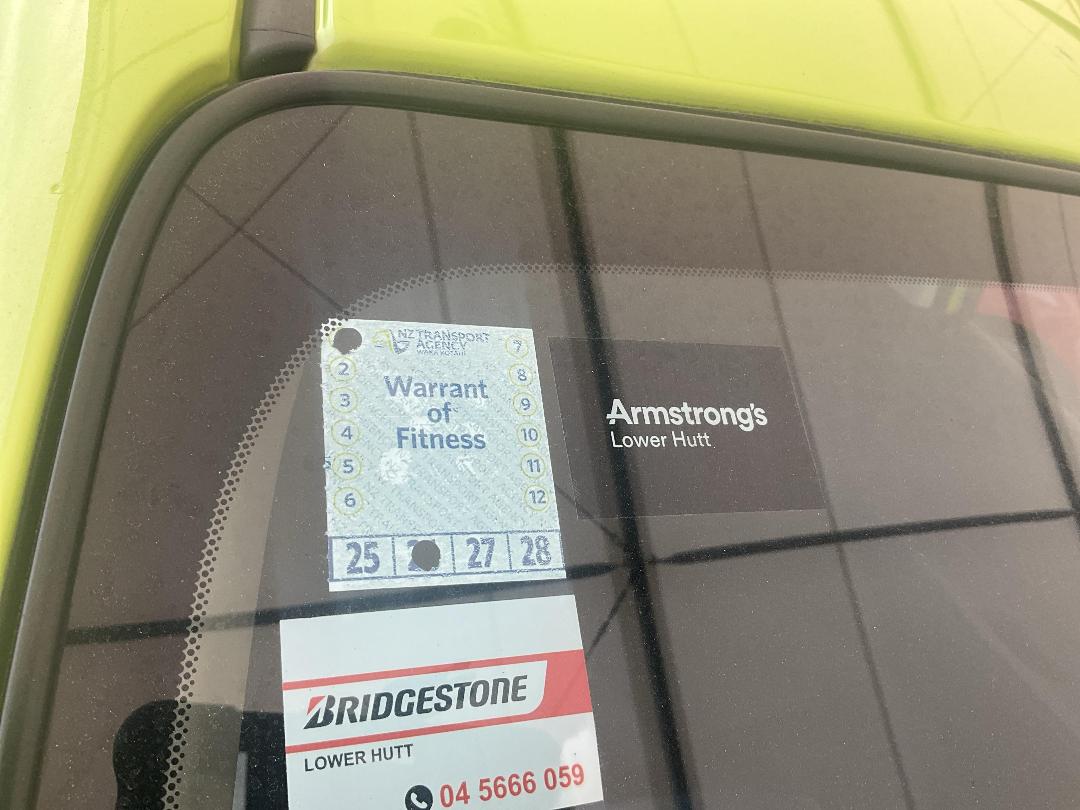 NZ TRANSPORT
AGENCY
WAKA KOTAHI
Warrant
of
Fitness
2
3
4
5
6
7
8
9
10
11
12
25 27 28
Armstrong's
Lower Hutt
BRIDGESTONE
LOWER HUTT
04 5666 059